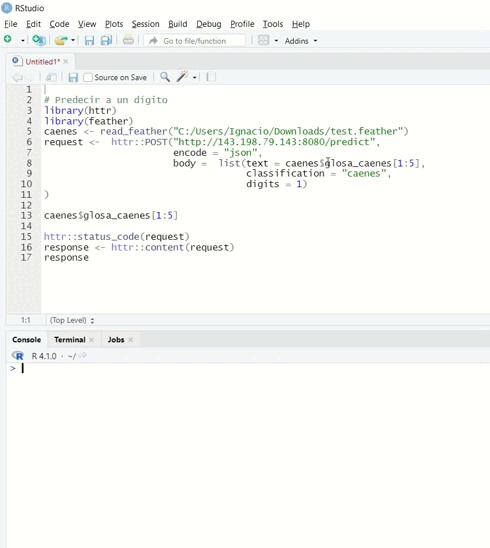 RStudio
File Edit Code View Plots Session Build Debug Profile Tools Help
Go to file/function Addins
Untitled1*
Source on Save
1
2 # Predecir a un dígito
3 library(httr)
4 library(feather)
5 caenes <- read_feather("C:/Users/Ignacio/Downloads/test.feather")
6 request <- httr::POST("http://143.198.79.143:8080/predict",
7 encode = "json",
8 body = list(text = caenes$glosa_caenes[1:5],
9 classification = "caenes",
10 digits = 1)
11 )
12
13 caenes$glosa_caenes[1:5]
14
15 httr::status_code(request)
16 response <- httr::content(request)
17 response
1:1 (Top Level)
Console Terminal Jobs
R R 4.1.0 · ~/
>